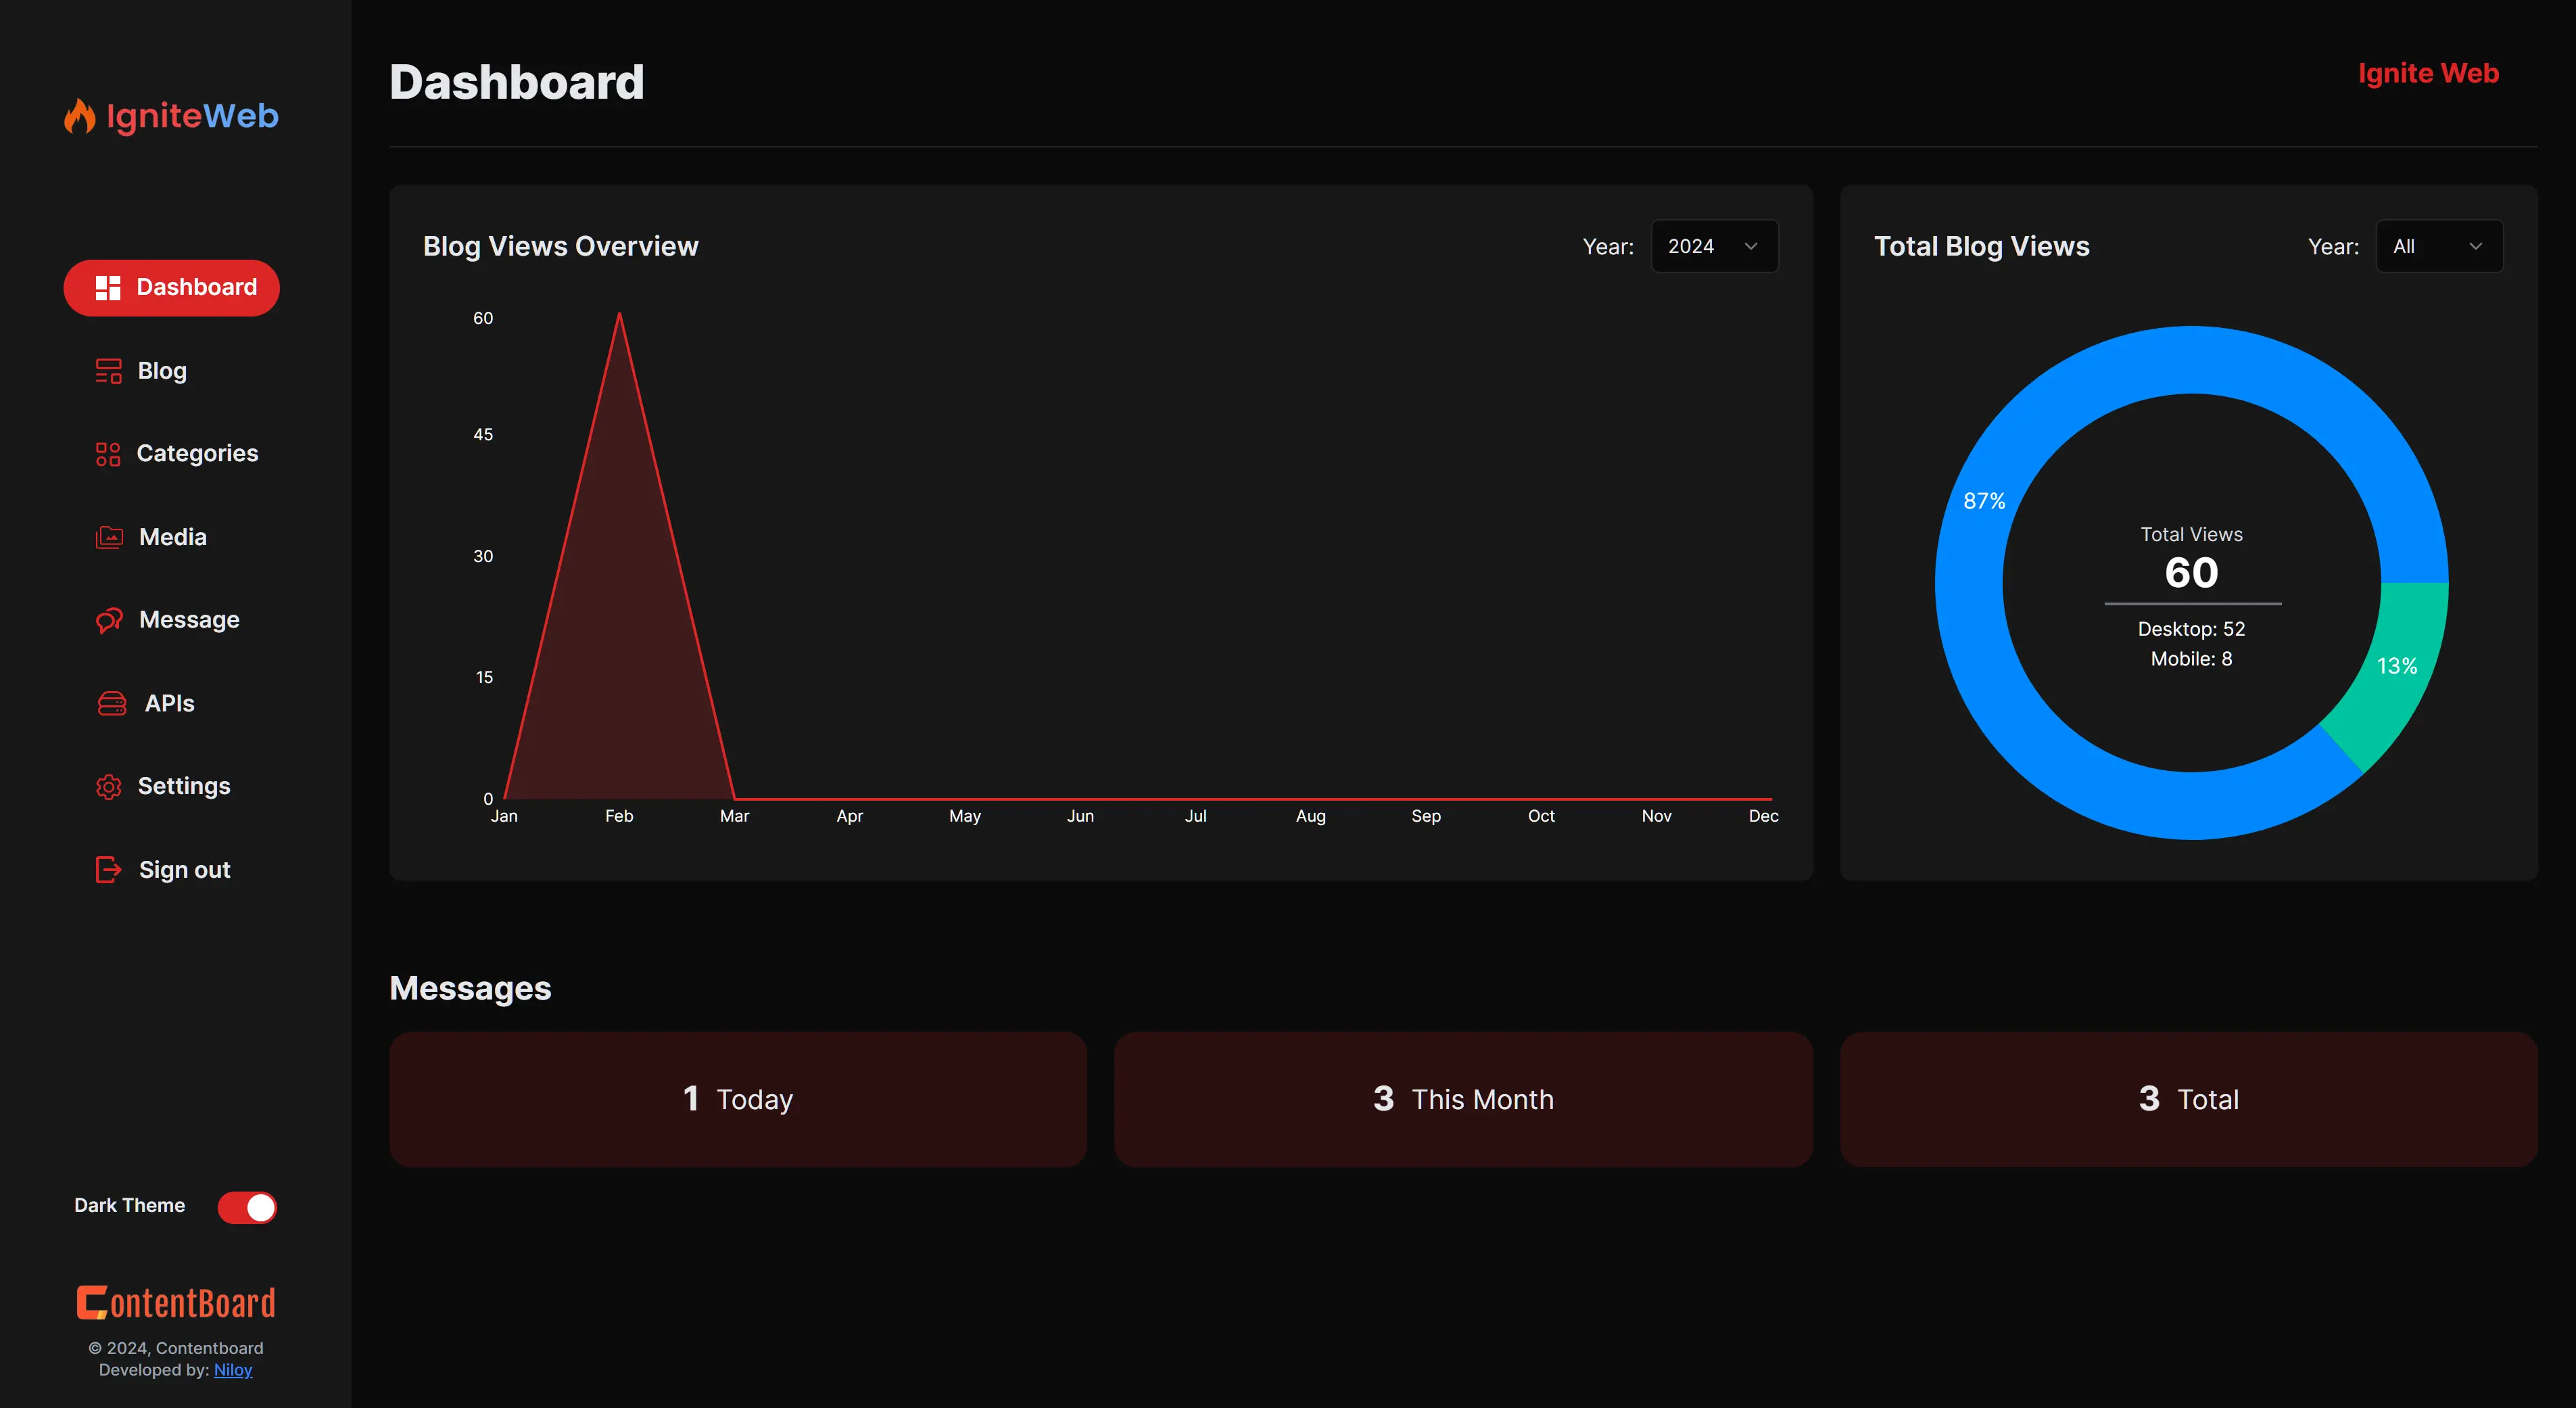 IgniteWeb
Dashboard
Blog
Categories
Media
Message
APIs
Settings
Sign out
Dark Theme
ContentBoard
© 2024, Contentboard
Developed by: Niloy
Dashboard
Ignite Web
Blog Views Overview
Year: 2024
60
45
30
15
0
Jan Feb Mar Apr May Jun Jul Aug Sep Oct Nov Dec
Total Blog Views
Year: All
87%
Total Views
60
Desktop: 52
Mobile: 8
13%
Messages
1 Today
3 This Month
3 Total